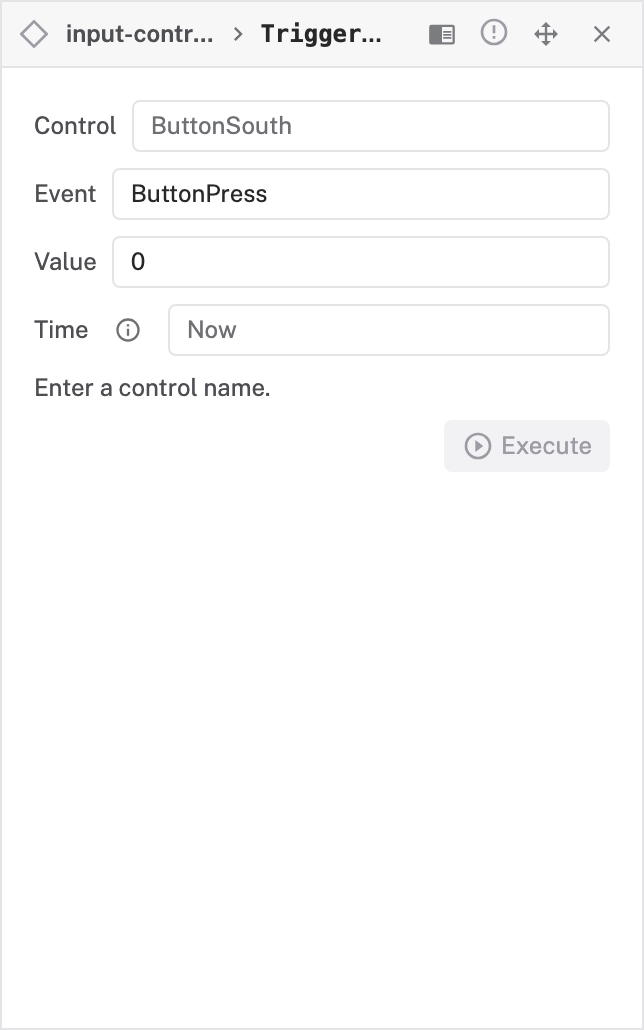 input-contr... > Trigger...
Control ButtonSouth
Event ButtonPress
Value 0
Time Now
Enter a control name.
Execute